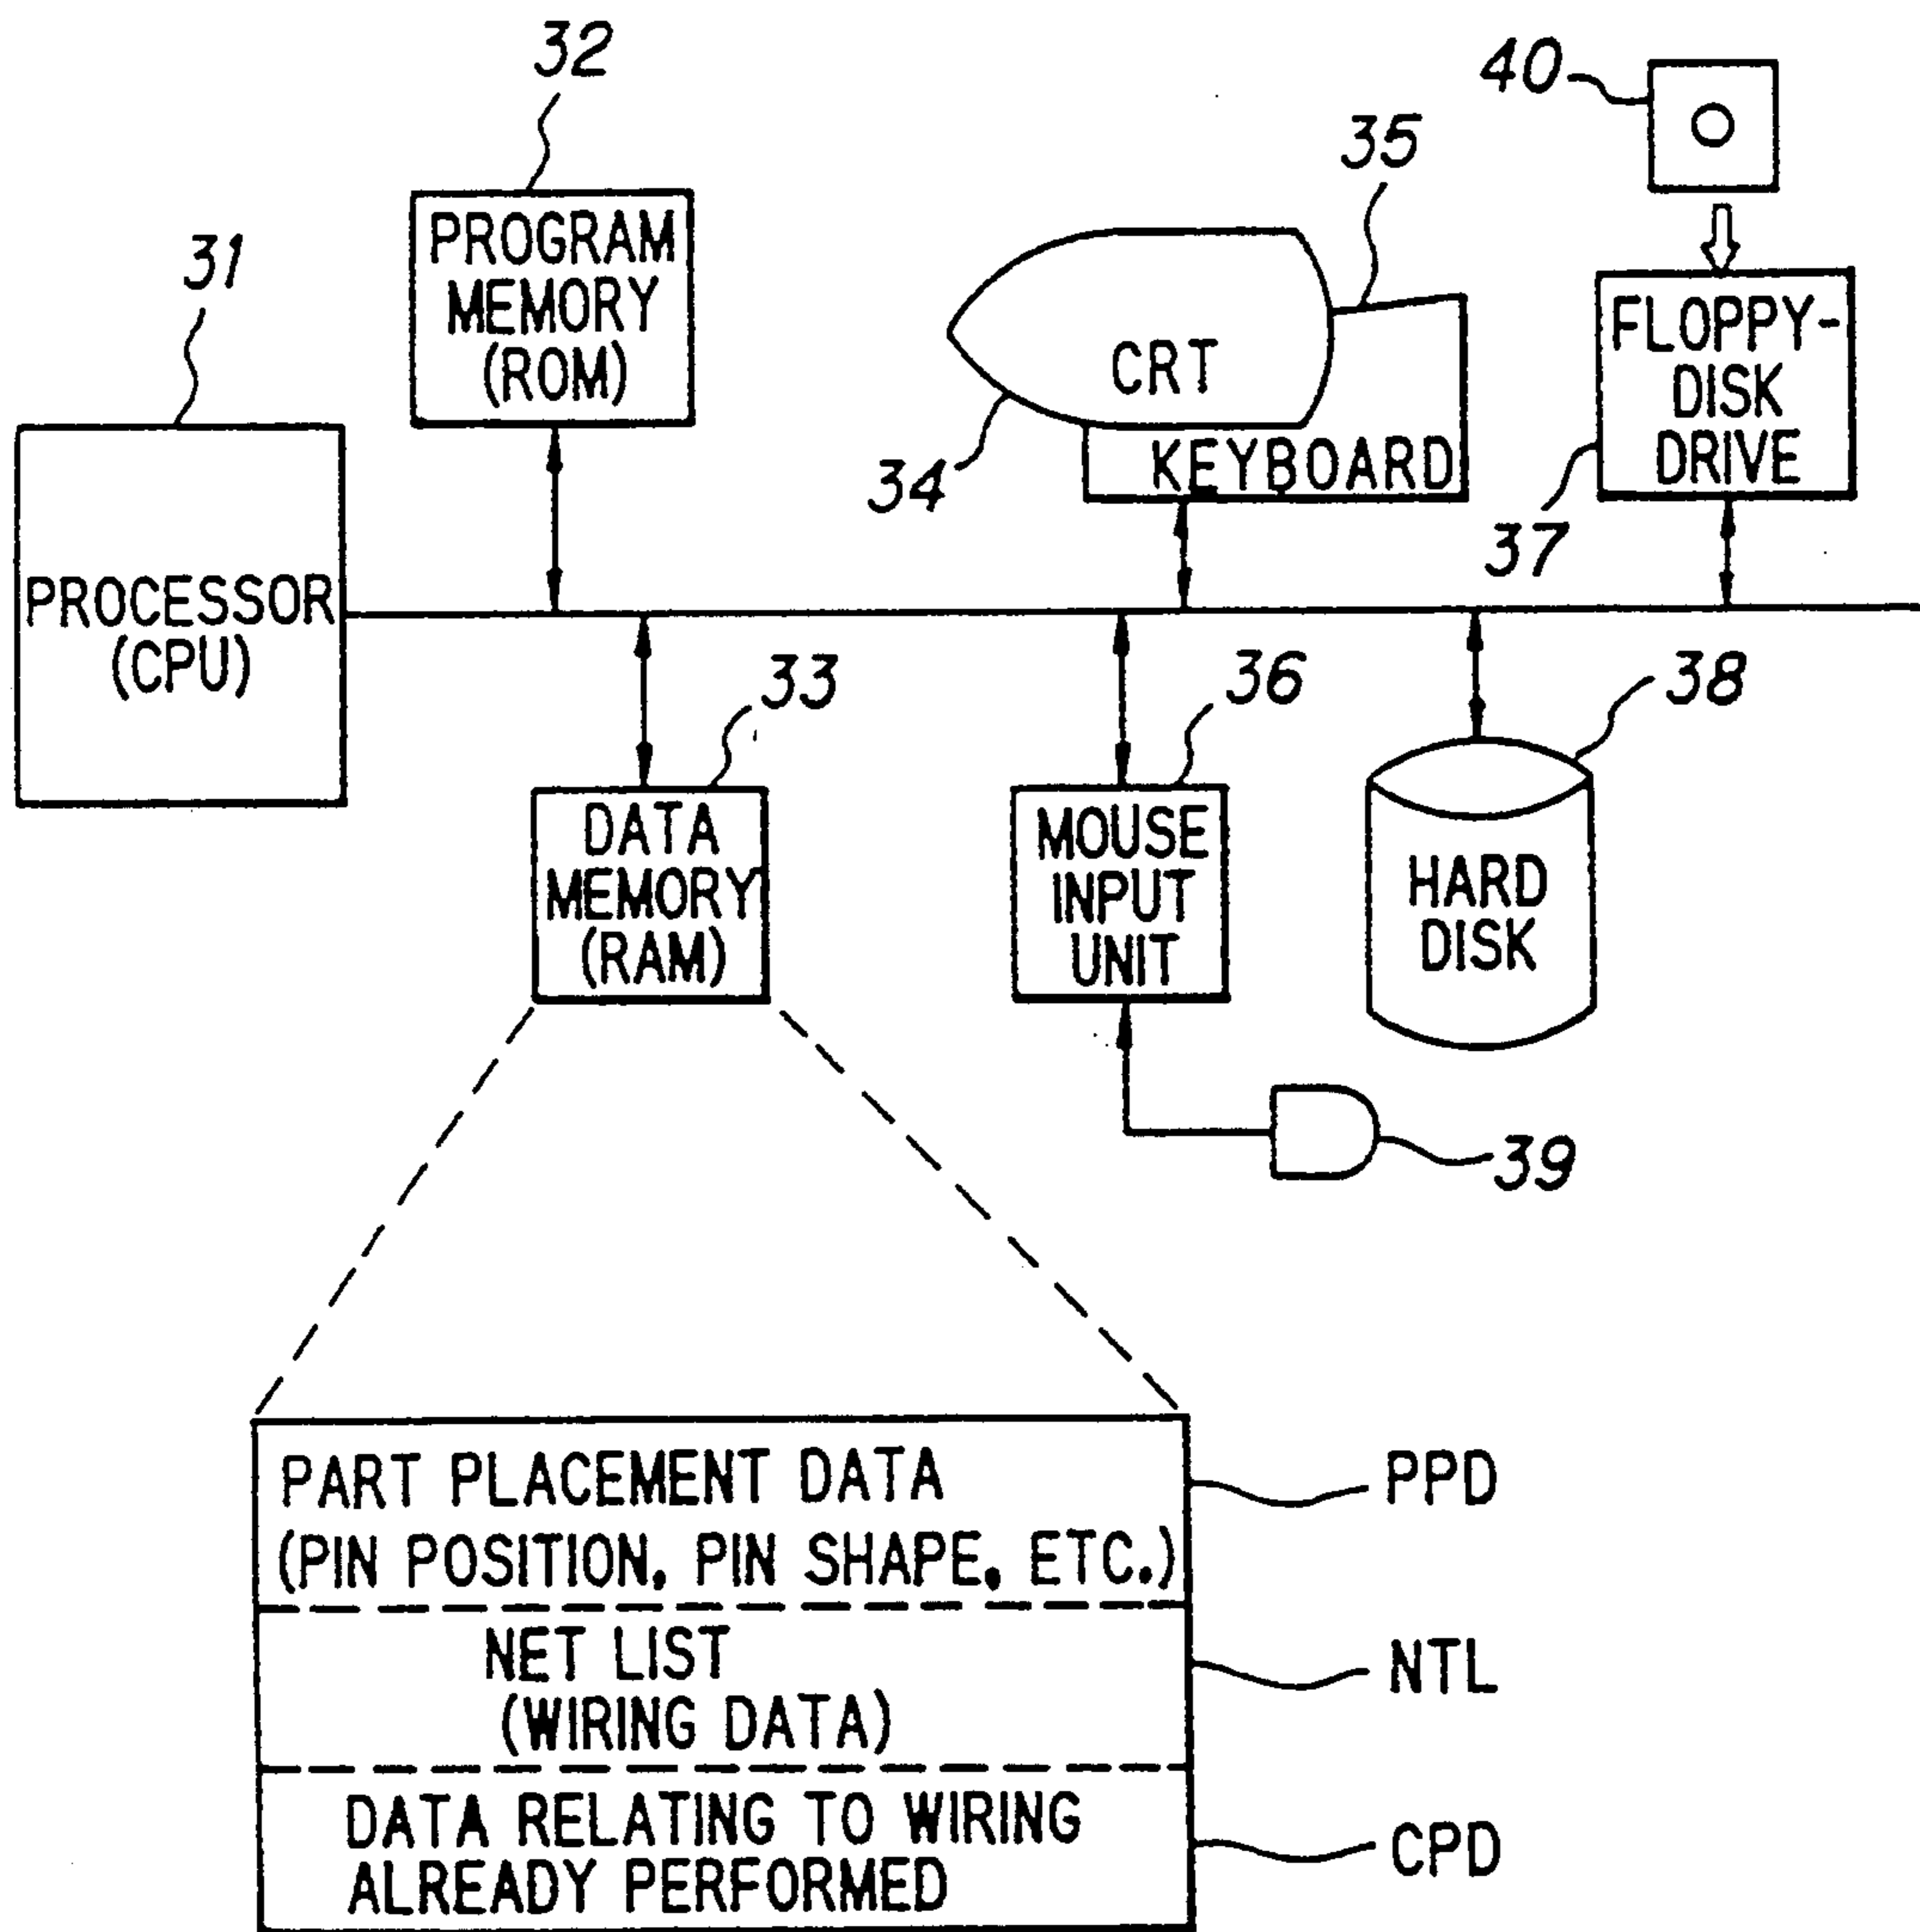 32
40
35
31
PROGRAM
MEMORY
(ROM)
CRT
KEYBOARD
34
FLOPPY-
DISK
DRIVE
37
PROCESSOR
(CPU)
33
36
38
DATA
MEMORY
(RAM)
MOUSE
INPUT
UNIT
HARD
DISK
39
PART PLACEMENT DATA
(PIN POSITION, PIN SHAPE, ETC.)
PPD
NET LIST
(WIRING DATA)
NTL
DATA RELATING TO WIRING
ALREADY PERFORMED
CPD